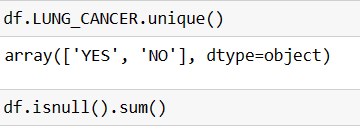 df.LUNG_CANCER.unique()
array(['YES', 'NO'], dtype=object)
df.isnull().sum()